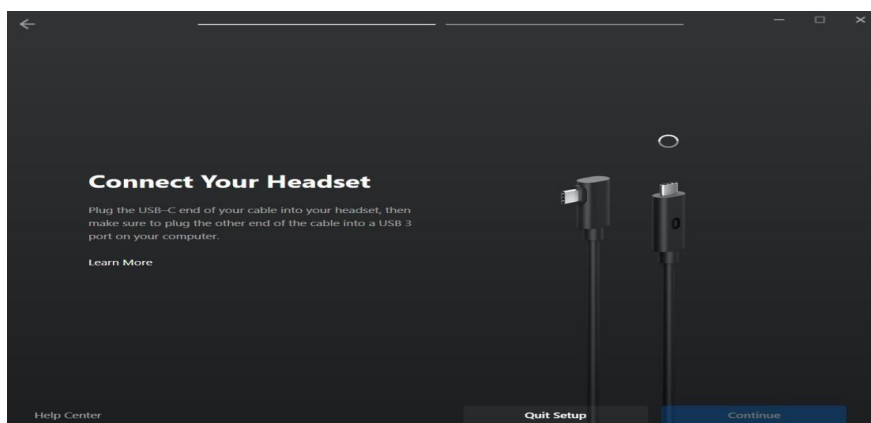 Connect Your Headset
Plug the USB-C end of your cable into your headset, then
make sure to plug the other end of the cable into a USB 3
port on your computer.
Learn More
Help Center
Quit Setup
Continue